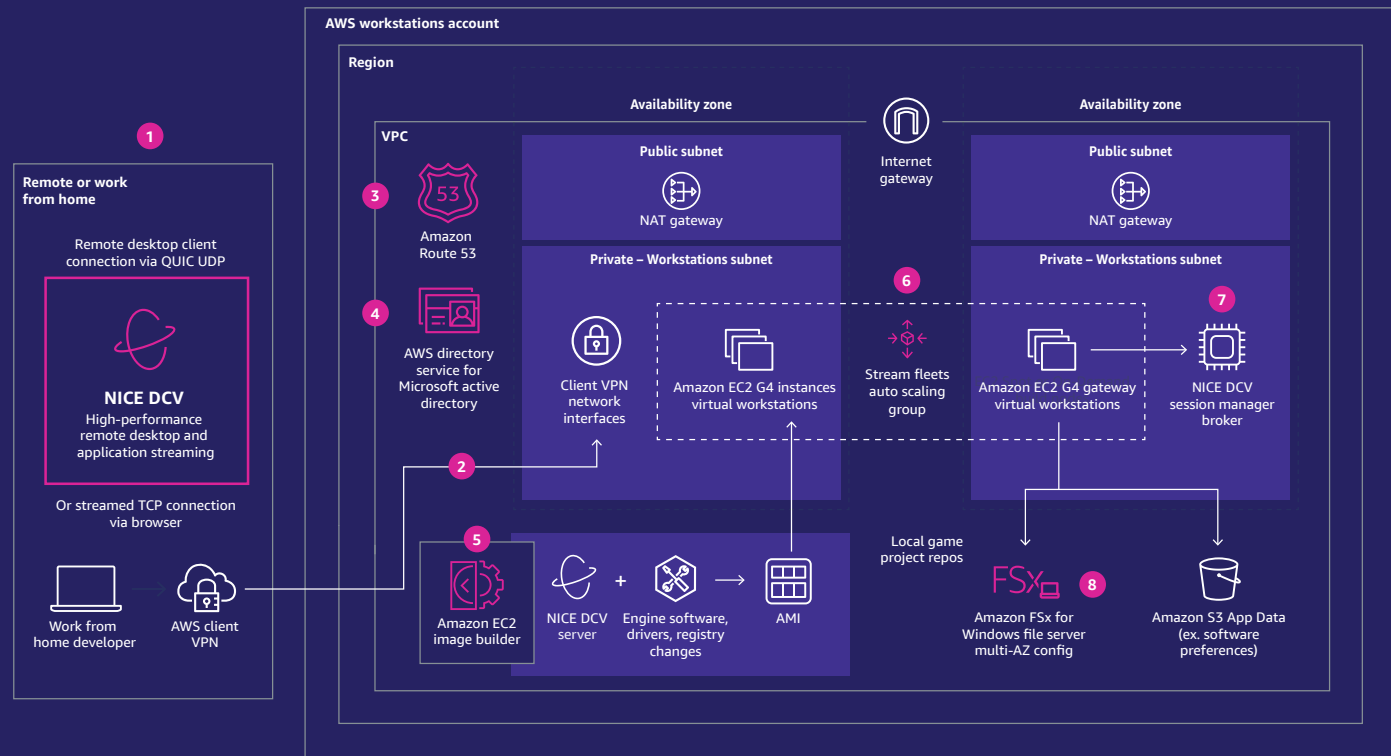 AWS workstations account
Region
Availability zone
Availability zone
1
VPC
Internet
gateway
Public subnet
NAT gateway
Public subnet
NAT gateway
Remote or work
from home
Remote desktop client
connection via QUIC UDP
NICE DCV
High-performance
remote desktop and
application streaming
Or streamed TCP connection
via browser
Work from
home developer
AWS client
VPN
2
3
53
Amazon
Route 53
4
AWS directory
service for
Microsoft active
directory
Private – Workstations subnet
Client VPN
network
interfaces
Amazon EC2 G4 instances
virtual workstations
6
Stream fleets
auto scaling
group
Private – Workstations subnet
Amazon EC2 G4 gateway
virtual workstations
7
NICE DCV
session manager
broker
5
Amazon EC2
image builder
NICE DCV
server
+
Engine software,
drivers, registry
changes
AMI
Local game
project repos
FSx
8
Amazon FSx for
Windows file server
multi-AZ config
Amazon S3 App Data
(ex. software
preferences)